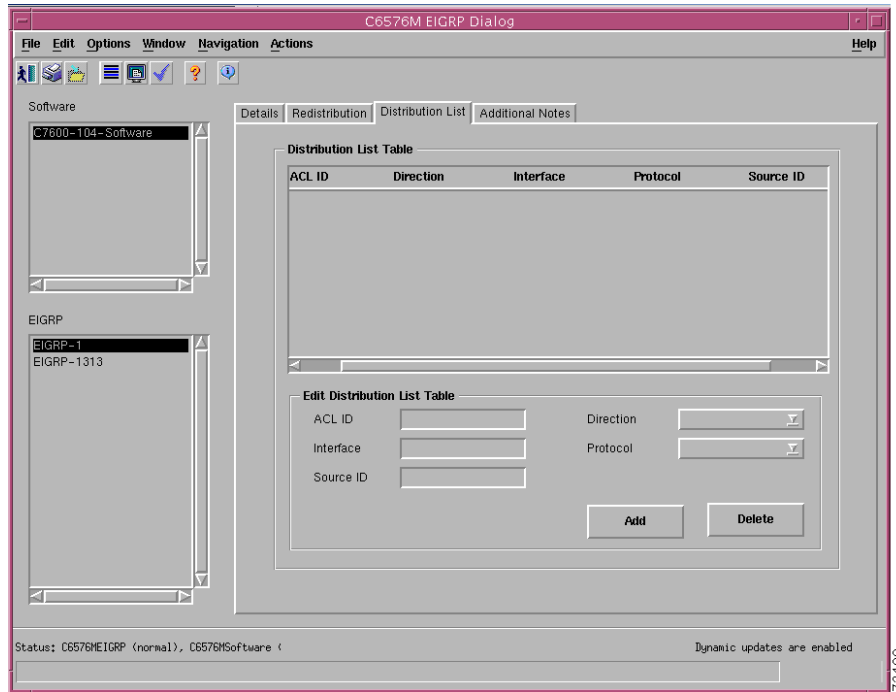 C6576M EIGRP Dialog
File Edit Options Window Navigation Actions Help
Software
C7600-104-Software
EIGRP
EIGRP-1
EIGRP-1313
Details Redistribution Distribution List Additional Notes
Distribution List Table
ACL ID Direction Interface Protocol Source ID
Edit Distribution List Table
ACL ID Direction
Interface Protocol
Source ID
Add Delete
Status: C6576MEIGRP (normal), C6576MSoftware (
Dynamic updates are enabled